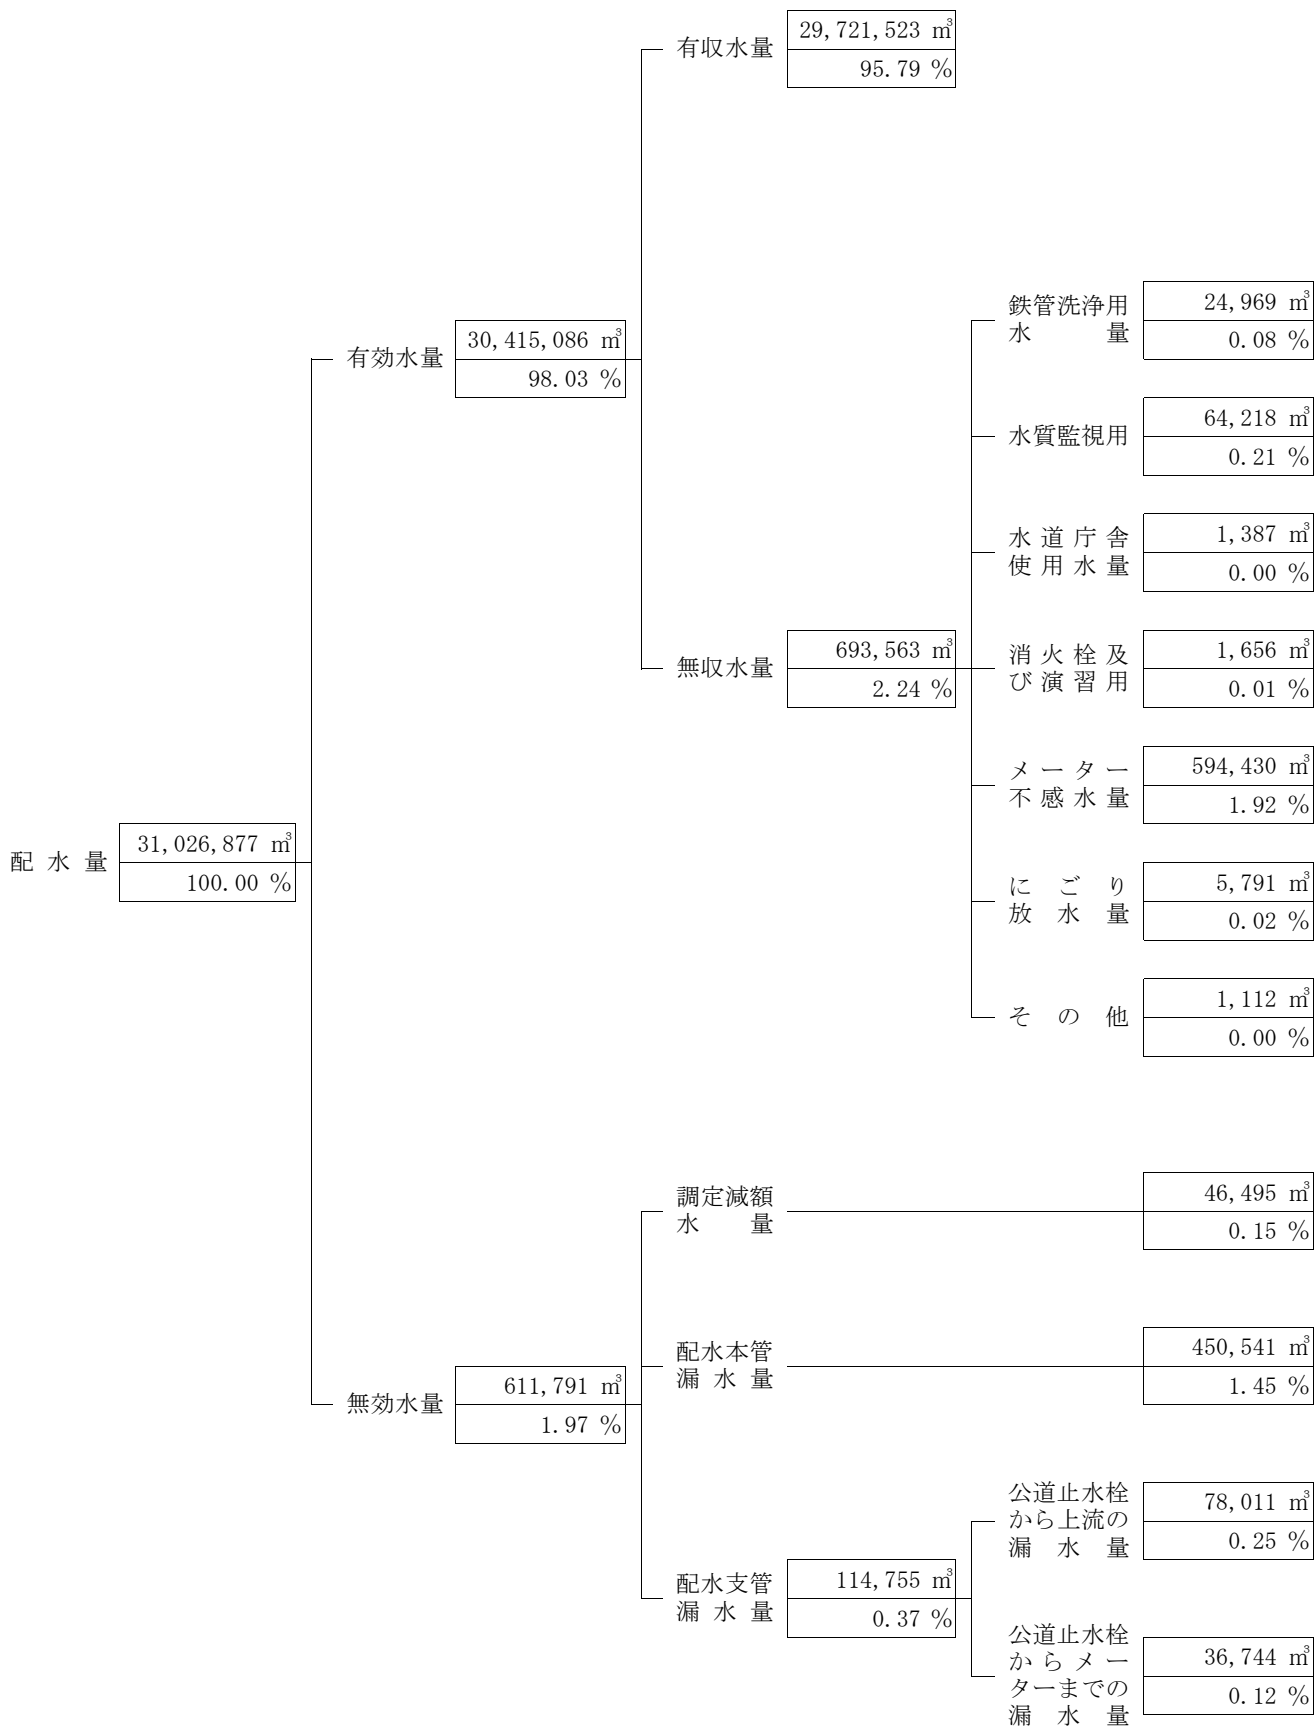 有収水量
29,721,523 ㎥
95.79 %
鉄管洗浄用
水量
24,969 ㎥
0.08 %
有効水量
30,415,086 ㎥
98.03 %
水質監視用
64,218 ㎥
0.21 %
水道庁舎
使用水量
1,387 ㎥
0.00 %
無収水量
693,563 ㎥
2.24 %
消火栓及
び演習用
1,656 ㎥
0.01 %
メーター
不感水量
594,430 ㎥
1.92 %
配水量
31,026,877 ㎥
100.00 %
にごり
放水量
5,791 ㎥
0.02 %
その他
1,112 ㎥
0.00 %
調定減額
水量
46,495 ㎥
0.15 %
配水本管
漏水量
450,541 ㎥
1.45 %
無効水量
611,791 ㎥
1.97 %
公道止水栓
から上流の
漏水量
78,011 ㎥
0.25 %
配水支管
漏水量
114,755 ㎥
0.37 %
公道止水栓
からメー
ターまでの
漏水量
36,744 ㎥
0.12 %